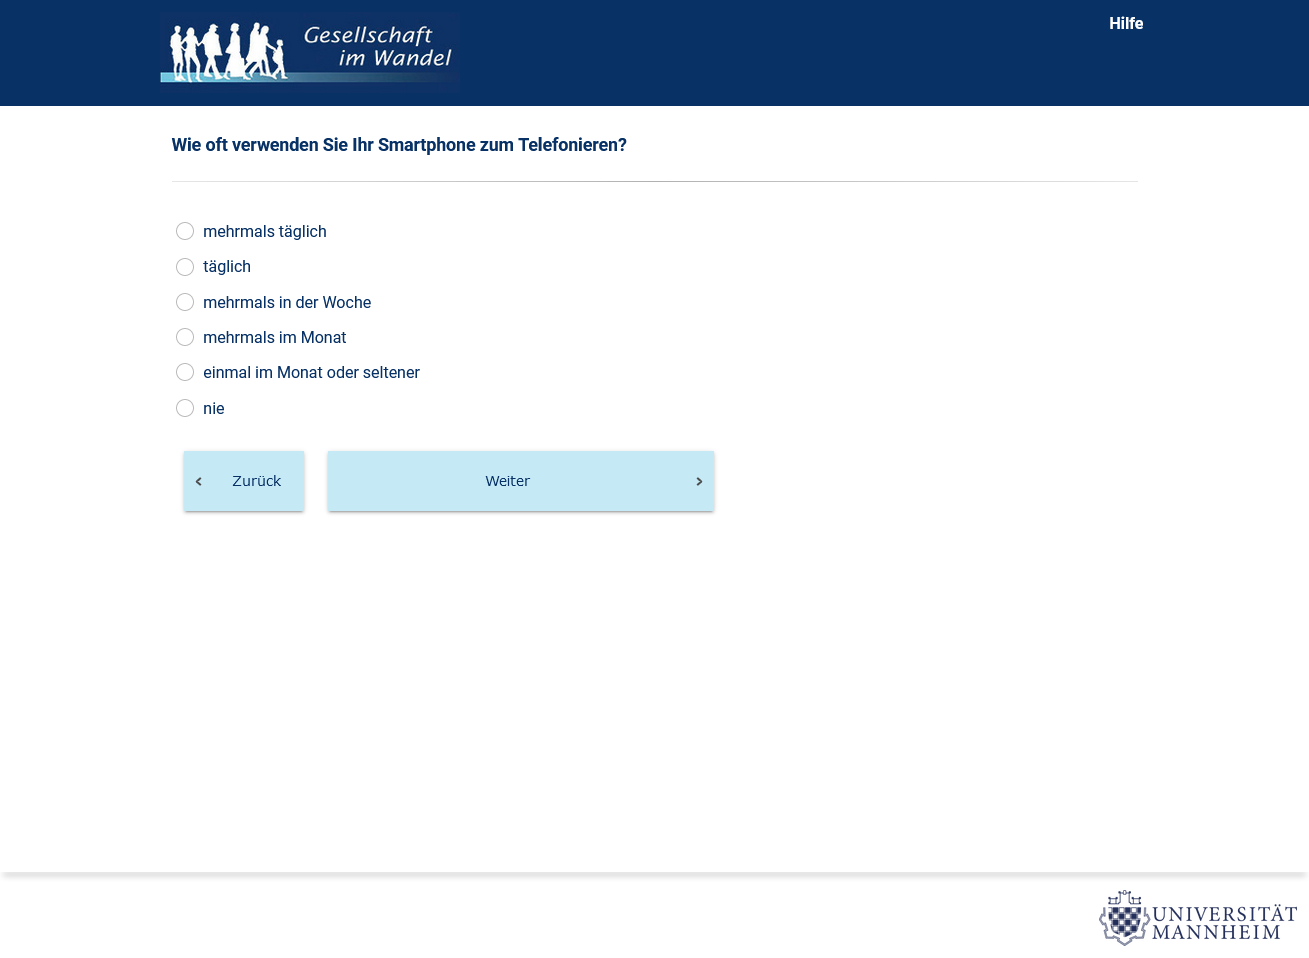 Gesellschaft
im Wandel
Hilfe
Wie oft verwenden Sie Ihr Smartphone zum Telefonieren?
mehrmals täglich
täglich
mehrmals in der Woche
mehrmals im Monat
einmal im Monat oder seltener
nie
Zurück
Weiter
UNIVERSITÄT
MANNHEIM